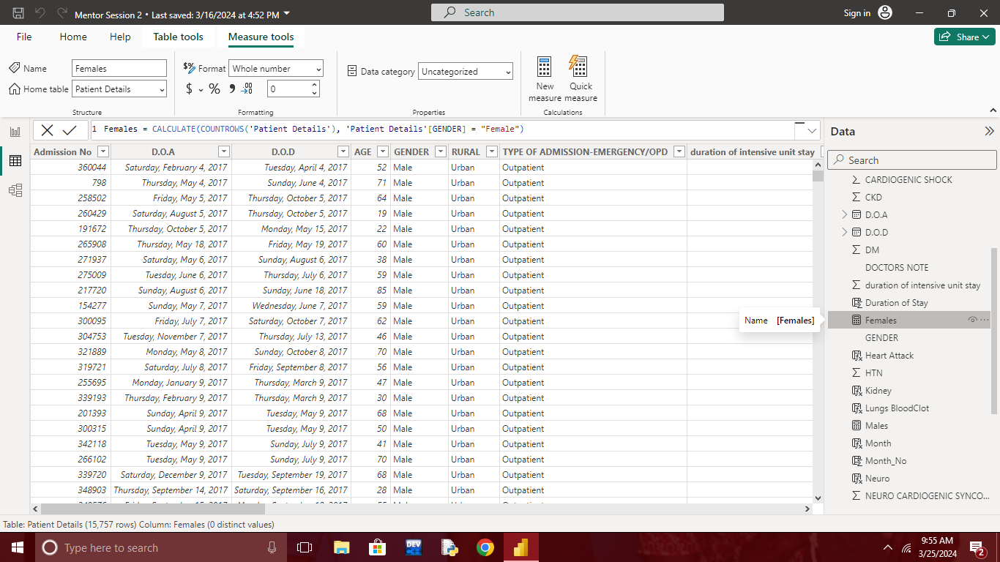 Mentor Session 2 • Last saved: 3/16/2024 at 4:52 PM
Search
Sign in
File Home Help Table tools Measure tools
Share
Name Females
Home table Patient Details
Structure
$% Format Whole number
$ % 9 .00 0
Formatting
Data category Uncategorized
Properties
New measure
Quick measure
Calculations
1 Females = CALCULATE(COUNTROWS('Patient Details'), 'Patient Details'[GENDER] = "Female")
Admission No D.O.A D.O.D AGE GENDER RURAL TYPE OF ADMISSION-EMERGENCY/OPD duration of intensive unit stay
360044 Saturday, February 4, 2017 Tuesday, April 4, 2017 52 Male Urban Outpatient
798 Thursday, May 4, 2017 Sunday, June 4, 2017 71 Male Urban Outpatient
258502 Friday, May 5, 2017 Thursday, October 5, 2017 64 Male Urban Outpatient
260429 Saturday, August 5, 2017 Thursday, October 5, 2017 19 Male Urban Outpatient
191672 Thursday, October 5, 2017 Monday, May 15, 2017 22 Male Urban Outpatient
265908 Thursday, May 18, 2017 Friday, May 19, 2017 60 Male Urban Outpatient
271937 Saturday, May 6, 2017 Sunday, August 6, 2017 38 Male Urban Outpatient
275009 Tuesday, June 6, 2017 Thursday, July 6, 2017 59 Male Urban Outpatient
217720 Sunday, August 6, 2017 Sunday, June 18, 2017 85 Male Urban Outpatient
154277 Sunday, May 7, 2017 Wednesday, June 7, 2017 59 Male Urban Outpatient
300095 Friday, July 7, 2017 Saturday, October 7, 2017 62 Male Urban Outpatient
304753 Tuesday, November 7, 2017 Thursday, July 13, 2017 46 Male Urban Outpatient
321889 Monday, May 8, 2017 Sunday, October 8, 2017 70 Male Urban Outpatient
319721 Saturday, July 8, 2017 Friday, September 8, 2017 56 Male Urban Outpatient
255695 Monday, January 9, 2017 Thursday, March 9, 2017 47 Male Urban Outpatient
339193 Thursday, February 9, 2017 Thursday, March 9, 2017 30 Male Urban Outpatient
201393 Sunday, April 9, 2017 Tuesday, May 9, 2017 68 Male Urban Outpatient
300315 Sunday, April 9, 2017 Tuesday, May 9, 2017 50 Male Urban Outpatient
342118 Tuesday, May 9, 2017 Sunday, July 9, 2017 41 Male Urban Outpatient
266102 Tuesday, May 9, 2017 Sunday, July 9, 2017 70 Male Urban Outpatient
339720 Saturday, December 9, 2017 Tuesday, September 19, 2017 68 Male Urban Outpatient
348903 Thursday, September 14, 2017 Saturday, September 16, 2017 28 Male Urban Outpatient
Data
Search
CARDIOGENIC SHOCK
CKD
D.O.A
D.O.D
DM
DOCTORS NOTE
duration of intensive unit stay
Duration of Stay
Females
Name [Females]
GENDER
Heart Attack
HTN
Kidney
Lungs BloodClot
Males
Month
Month_No
Neuro
NEURO CARDIOGENIC SYNCO...
Table: Patient Details (15,757 rows) Column: Females (0 distinct values)
Type here to search
DEV
9:55 AM
3/25/2024
2